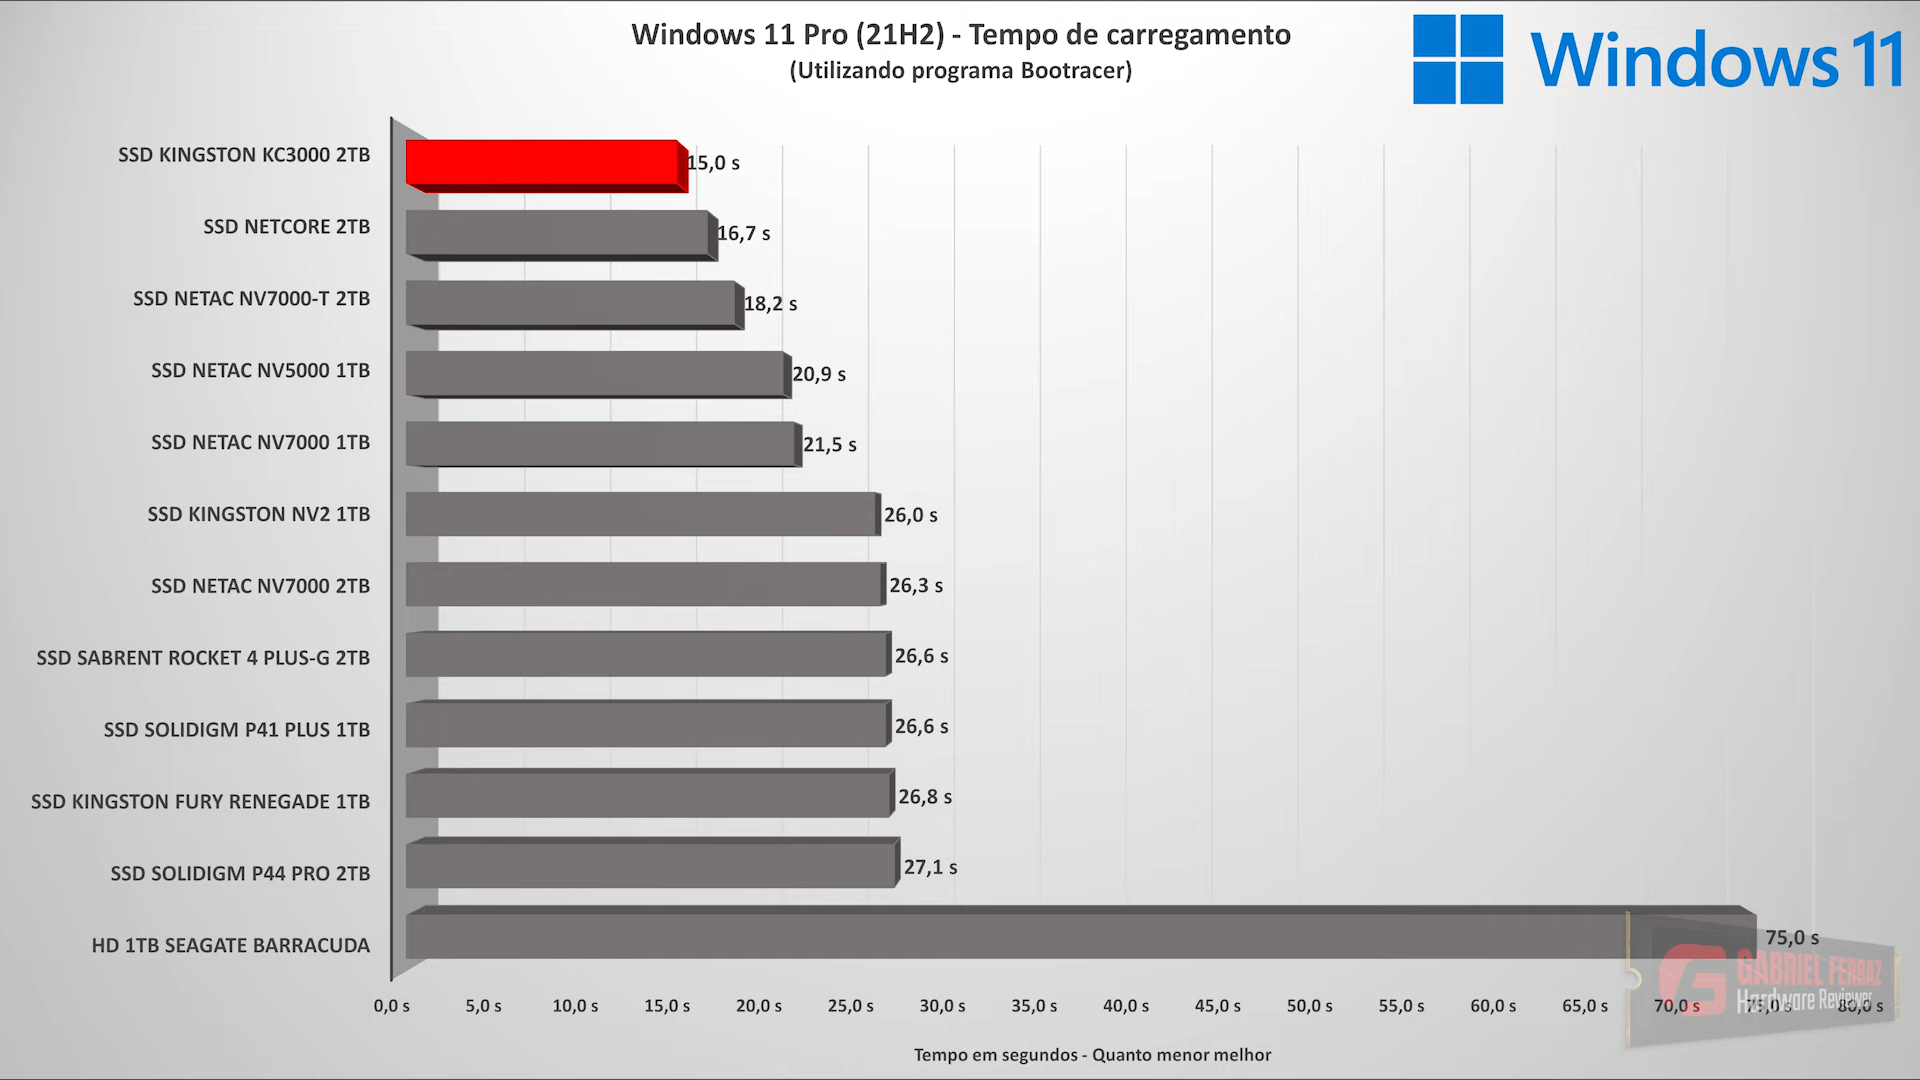 Windows 11 Pro (21H2) - Tempo de carregamento
(Utilizando programa Bootracer)
Windows 11
SSD KINGSTON KC3000 2TB
15,0 s
SSD NETCORE 2TB
16,7 s
SSD NETAC NV7000-T 2TB
18,2 s
SSD NETAC NV5000 1TB
20,9 s
SSD NETAC NV7000 1TB
21,5 s
SSD KINGSTON NV2 1TB
26,0 s
SSD NETAC NV7000 2TB
26,3 s
SSD SABRENT ROCKET 4 PLUS-G 2TB
26,6 s
SSD SOLIDIGM P41 PLUS 1TB
26,6 s
SSD KINGSTON FURY RENEGADE 1TB
26,8 s
SSD SOLIDIGM P44 PRO 2TB
27,1 s
HD 1TB SEAGATE BARRACUDA
75,0 s
GABRIEL FERRAZ
Hardware Reviewer
0,0 s 5,0 s 10,0 s 15,0 s 20,0 s 25,0 s 30,0 s 35,0 s 40,0 s 45,0 s 50,0 s 55,0 s 60,0 s 65,0 s 70,0 s 75,0 s 80,0 s
Tempo em segundos - Quanto menor melhor